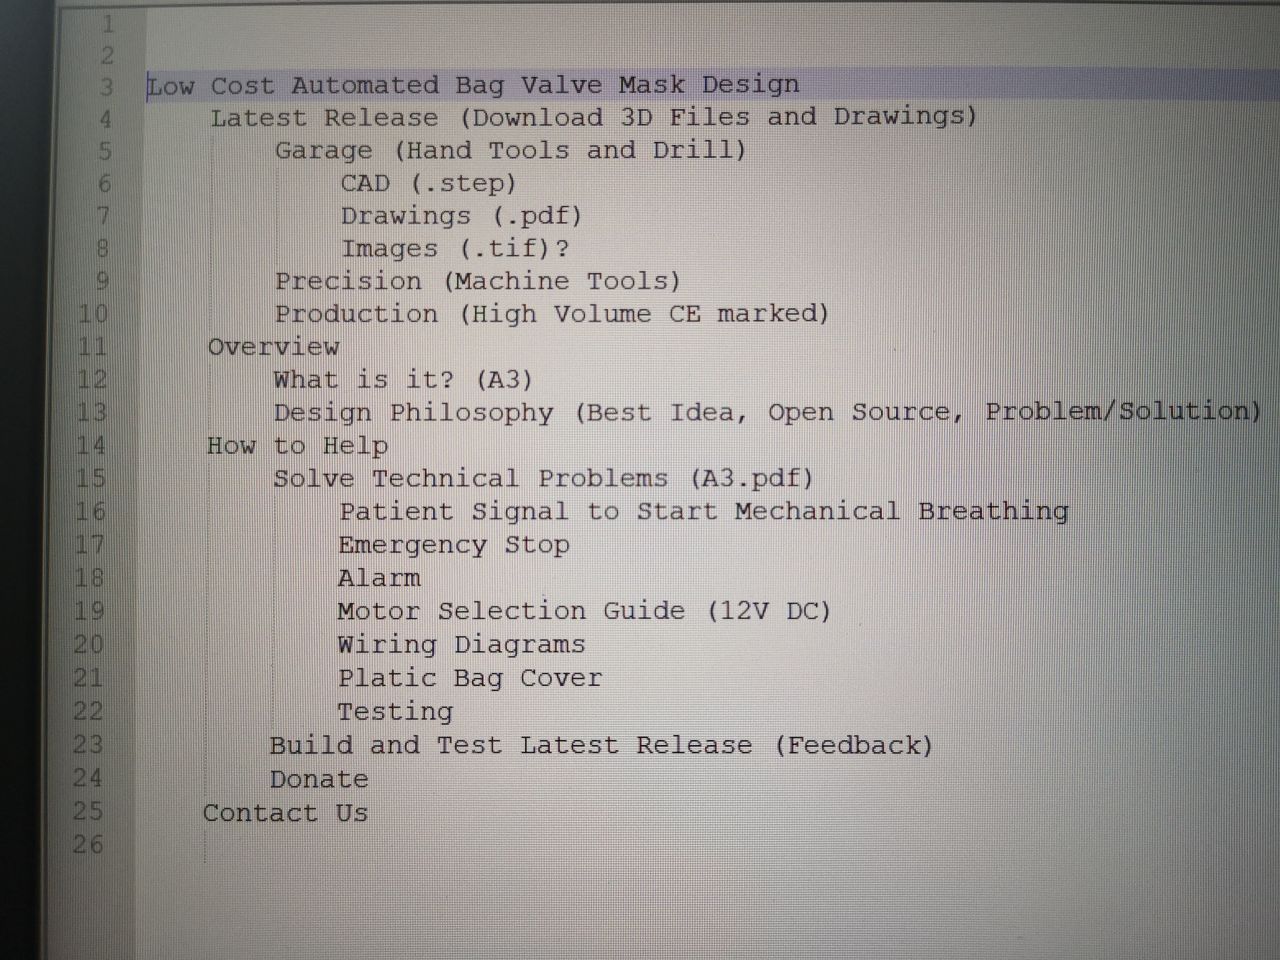 1
2
3 Low Cost Automated Bag Valve Mask Design
4 Latest Release (Download 3D Files and Drawings)
5 Garage (Hand Tools and Drill)
6 CAD (.step)
7 Drawings (.pdf)
8 Images (.tif)?
9 Precision (Machine Tools)
10 Production (High Volume CE marked)
11 Overview
12 What is it? (A3)
13 Design Philosophy (Best Idea, Open Source, Problem/Solution)
14 How to Help
15 Solve Technical Problems (A3.pdf)
16 Patient Signal to Start Mechanical Breathing
17 Emergency Stop
18 Alarm
19 Motor Selection Guide (12V DC)
20 Wiring Diagrams
21 Platic Bag Cover
22 Testing
23 Build and Test Latest Release (Feedback)
24 Donate
25 Contact Us
26